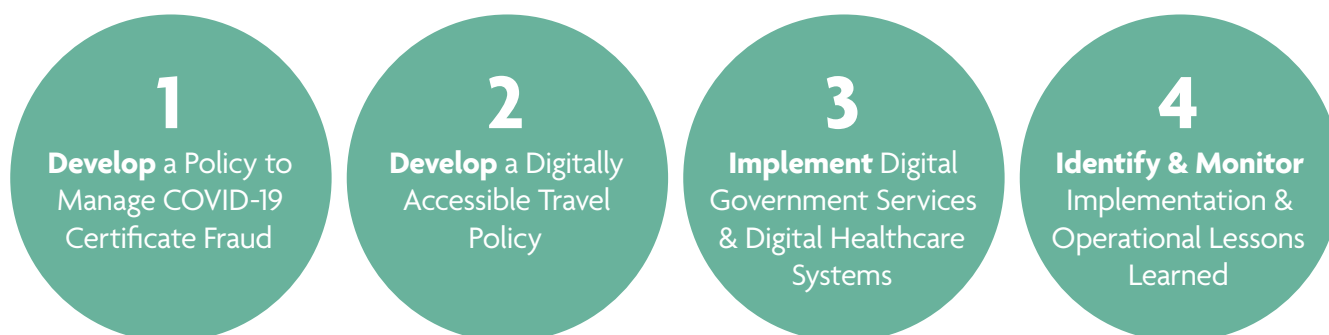 1
Develop a Policy to
Manage COVID-19
Certificate Fraud
2
Develop a Digitally
Accessible Travel
Policy
3
Implement Digital
Government Services
& Digital Healthcare
Systems
4
Identify & Monitor
Implementation &
Operational Lessons
Learned